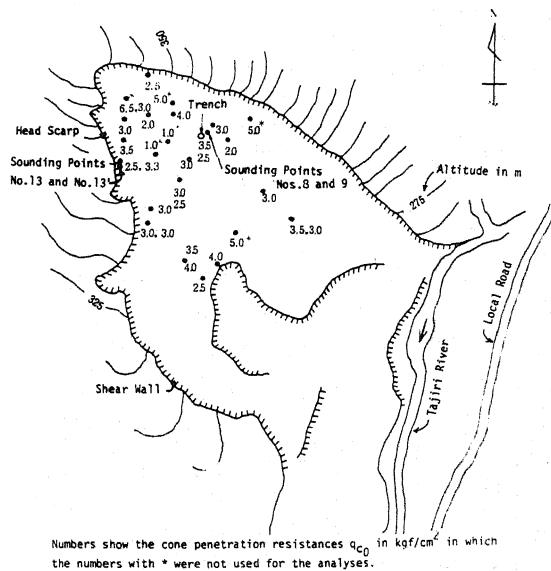 N
350
2.5
5.0*
6.5, 3.0
4.0
Trench
2.0
3.0
3.0
1.0*
5.0*
Head Scarp
3.5
3.5
2.0
1.0*
3.0
2.5
Sounding Points
No.13 and No.13'
2.5, 3.3
Sounding Points
Nos.8 and 9
Altitude in m
3.0
2.5
3.0
275
3.0
3.5, 3.0
3.0, 3.0
5.0*
3.5
4.0
4.0
2.5
325
Local Road
Tajiri River
Shear Wall
Numbers show the cone penetration resistances qc0 in kgf/cm2 in which
the numbers with * were not used for the analyses.